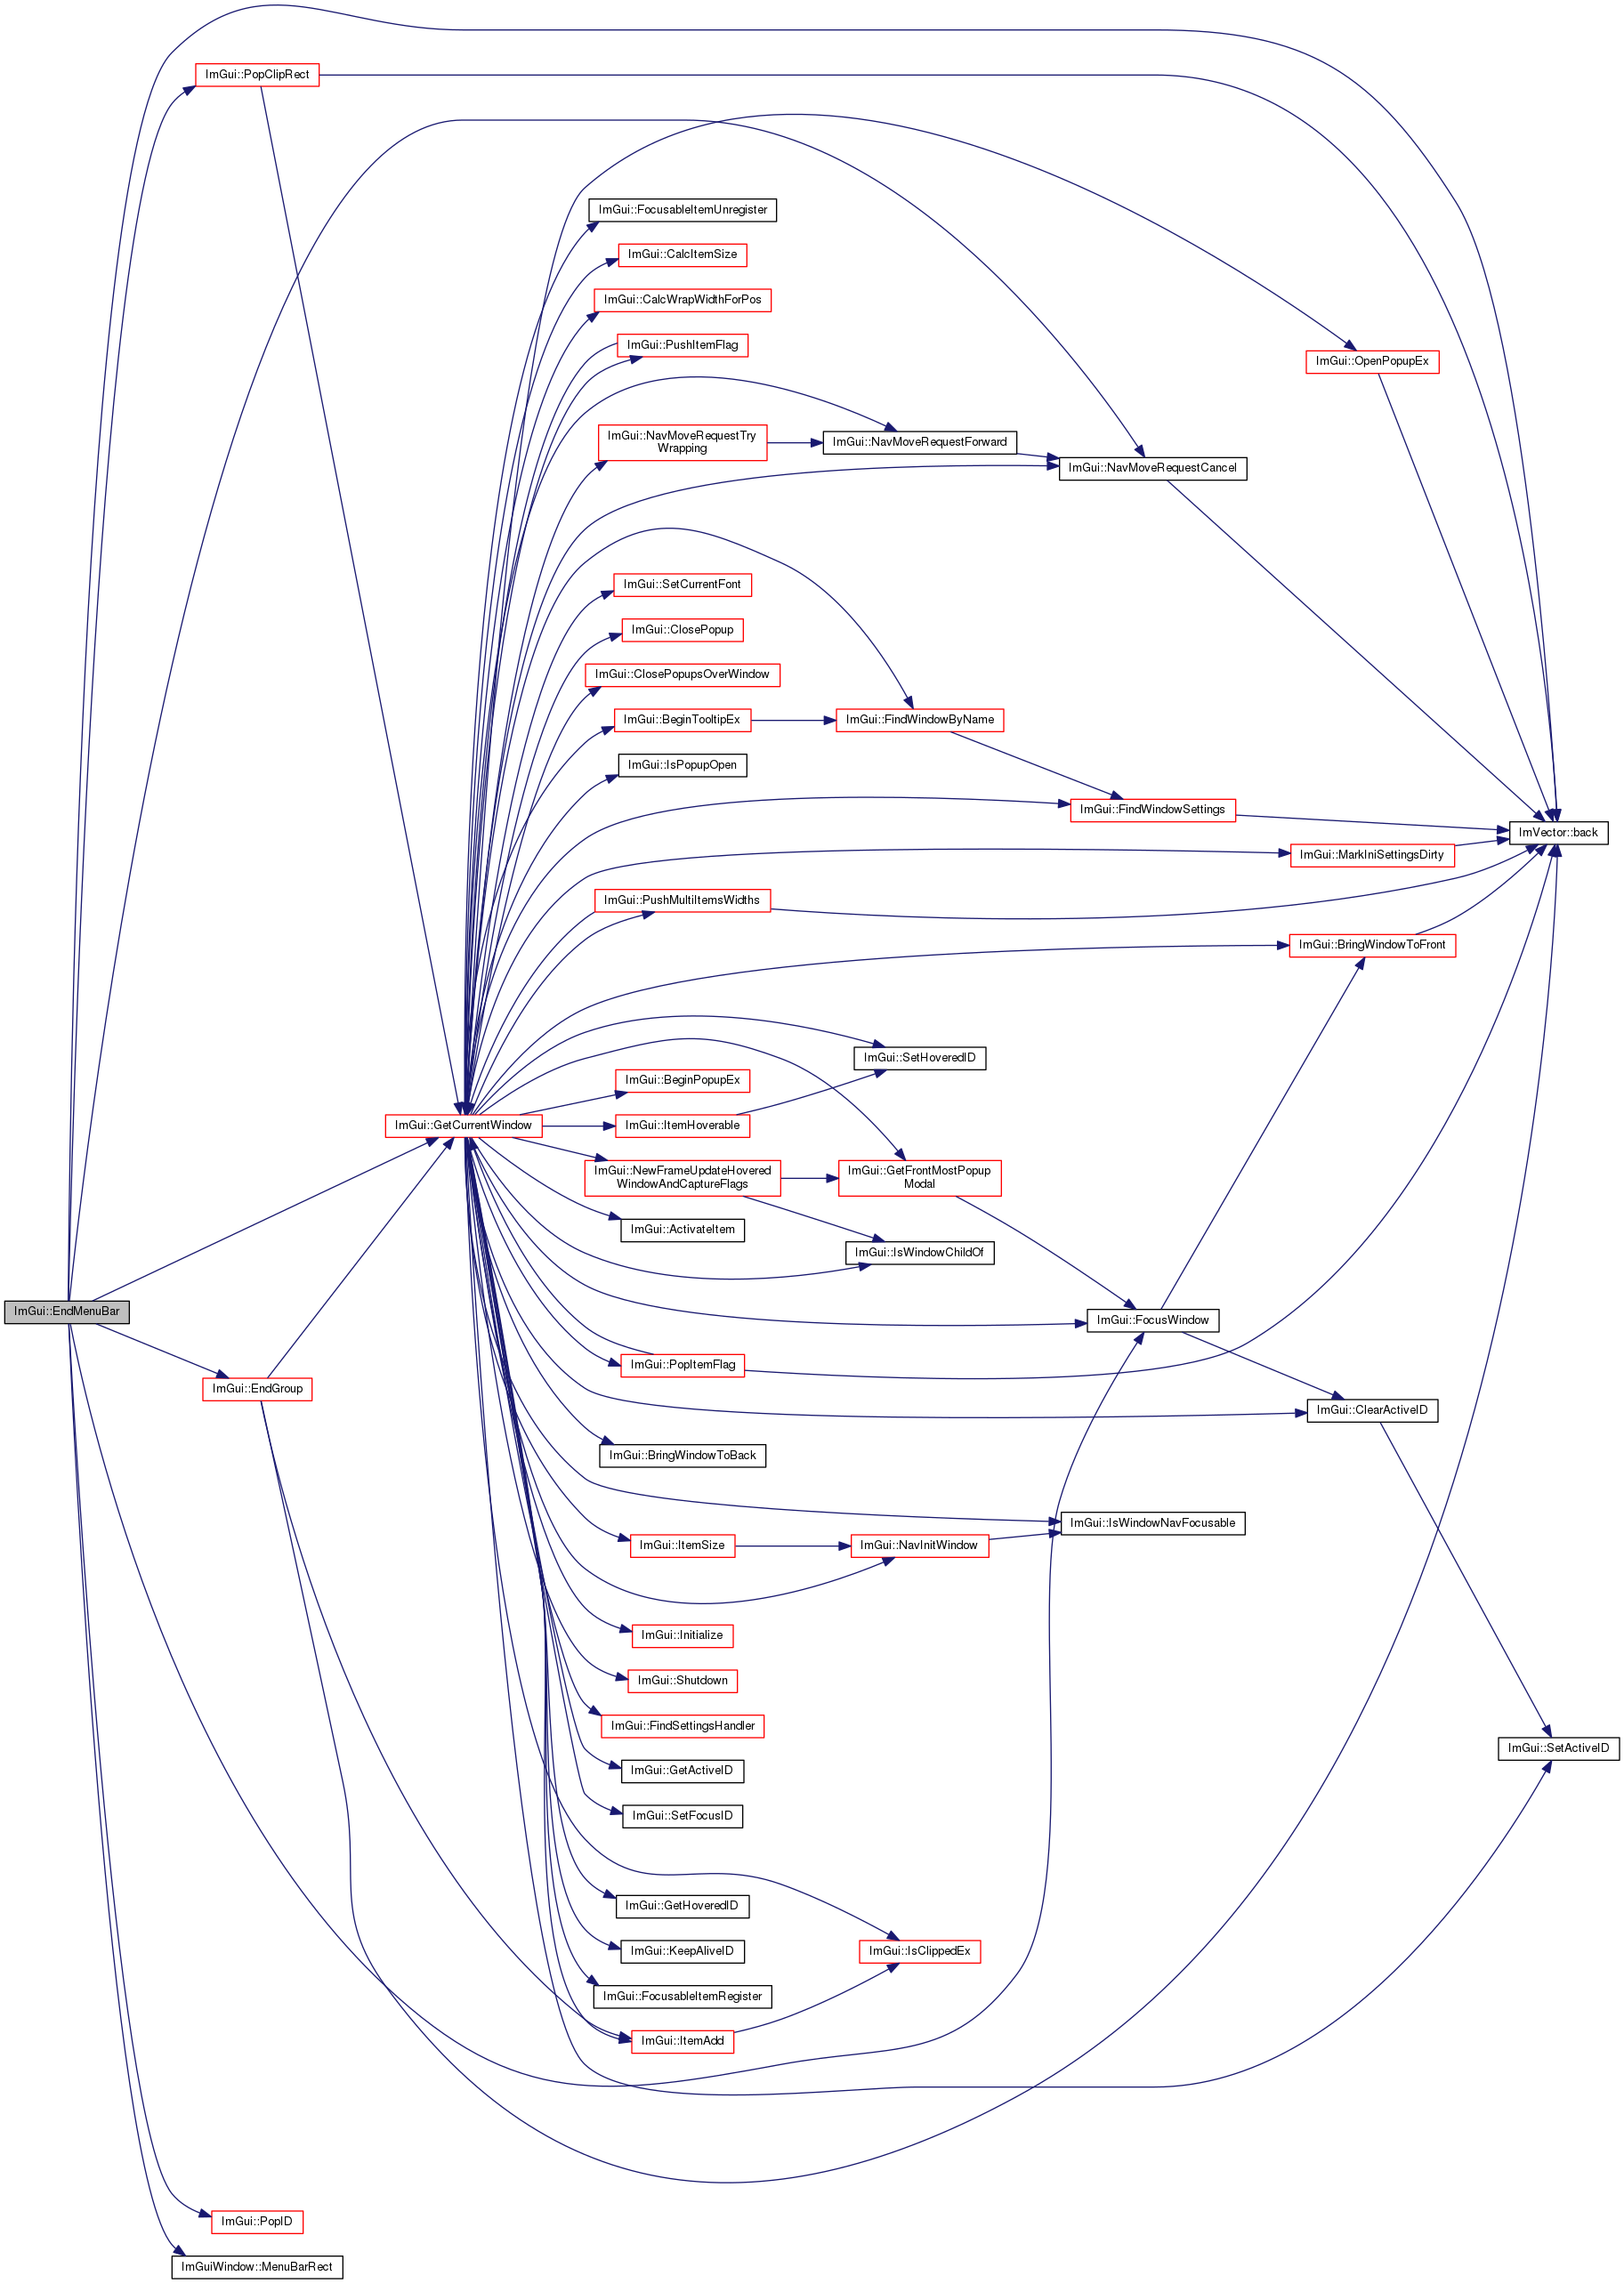 ImGui::PopClipRect
ImGui::FocusableItemUnregister
ImGui::CalcItemSize
ImGui::CalcWrapWidthForPos
ImGui::PushItemFlag
ImGui::OpenPopupEx
ImGui::NavMoveRequestTry
Wrapping
ImGui::NavMoveRequestForward
ImGui::NavMoveRequestCancel
ImGui::SetCurrentFont
ImGui::ClosePopup
ImGui::ClosePopupsOverWindow
ImGui::BeginTooltipEx
ImGui::FindWindowByName
ImGui::IsPopupOpen
ImGui::FindWindowSettings
ImVector::back
ImGui::MarkIniSettingsDirty
ImGui::PushMultiItemsWidths
ImGui::BringWindowToFront
ImGui::SetHoveredID
ImGui::BeginPopupEx
ImGui::GetCurrentWindow
ImGui::ItemHoverable
ImGui::NewFrameUpdateHovered
WindowAndCaptureFlags
ImGui::GetFrontMostPopup
Modal
ImGui::ActivateItem
ImGui::IsWindowChildOf
ImGui::EndMenuBar
ImGui::FocusWindow
ImGui::PopItemFlag
ImGui::EndGroup
ImGui::ClearActiveID
ImGui::BringWindowToBack
ImGui::IsWindowNavFocusable
ImGui::ItemSize
ImGui::NavInitWindow
ImGui::Initialize
ImGui::Shutdown
ImGui::FindSettingsHandler
ImGui::SetActiveID
ImGui::GetActiveID
ImGui::SetFocusID
ImGui::GetHoveredID
ImGui::KeepAliveID
ImGui::IsClippedEx
ImGui::FocusableItemRegister
ImGui::ItemAdd
ImGui::PopID
ImGuiWindow::MenuBarRect